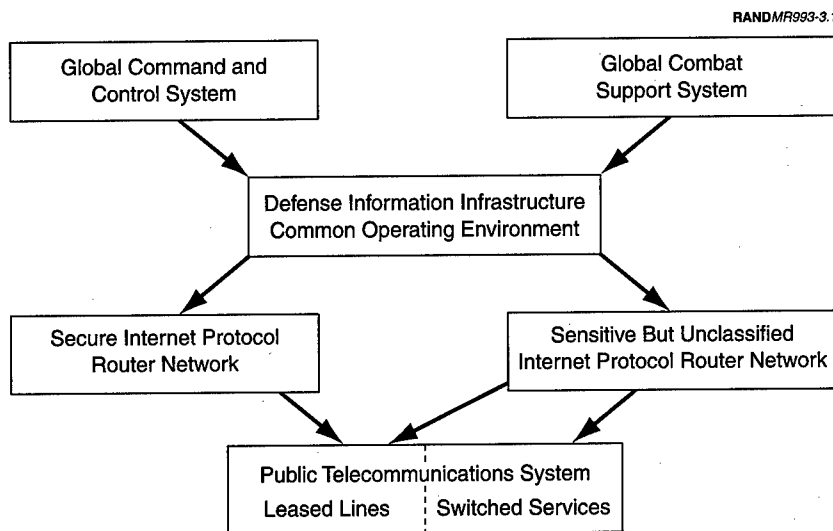 RANDMR993-3.1
Global Command and
Control System
Global Combat
Support System
Defense Information Infrastructure
Common Operating Environment
Secure Internet Protocol
Router Network
Sensitive But Unclassified
Internet Protocol Router Network
Public Telecommunications System
Leased Lines
Switched Services